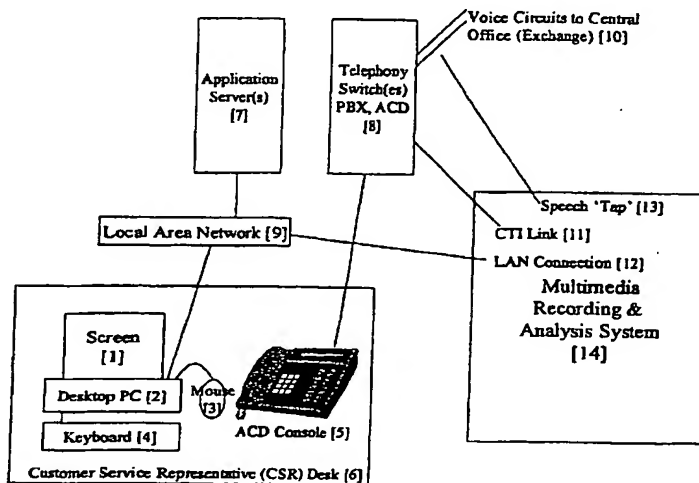 Voice Circuits to Central
Office (Exchange) [10]
Application
Server(s)
[7]
Telephony
Switch(es)
PBX, ACD
[8]
Speech 'Tap' [13]
CTI Link [11]
LAN Connection [12]
Multimedia
Recording &
Analysis System
[14]
Local Area Network [9]
Screen
[1]
Desktop PC [2]
Mouse
[3]
Keyboard [4]
ACD Console [5]
Customer Service Representative (CSR) Desk [6]